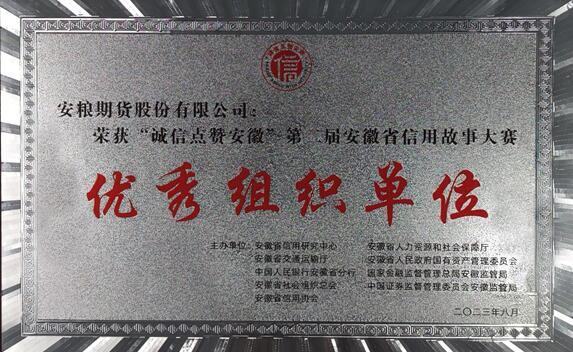 信
安粮期货股份有限公司：
荣获“诚信点赞安徽”第二届安徽省信用故事大赛
优秀组织单位
主办单位：安徽省信用研究中心 安徽省人力资源和社会保障厅
安徽省交通运输厅 安徽省人民政府国有资产管理委员会
中国人民银行安徽省分行 国家金融监督管理总局安徽监管局
安徽省社会组织总会 中国证券监督管理委员会安徽监管局
安徽省信用协会
二〇二三年八月